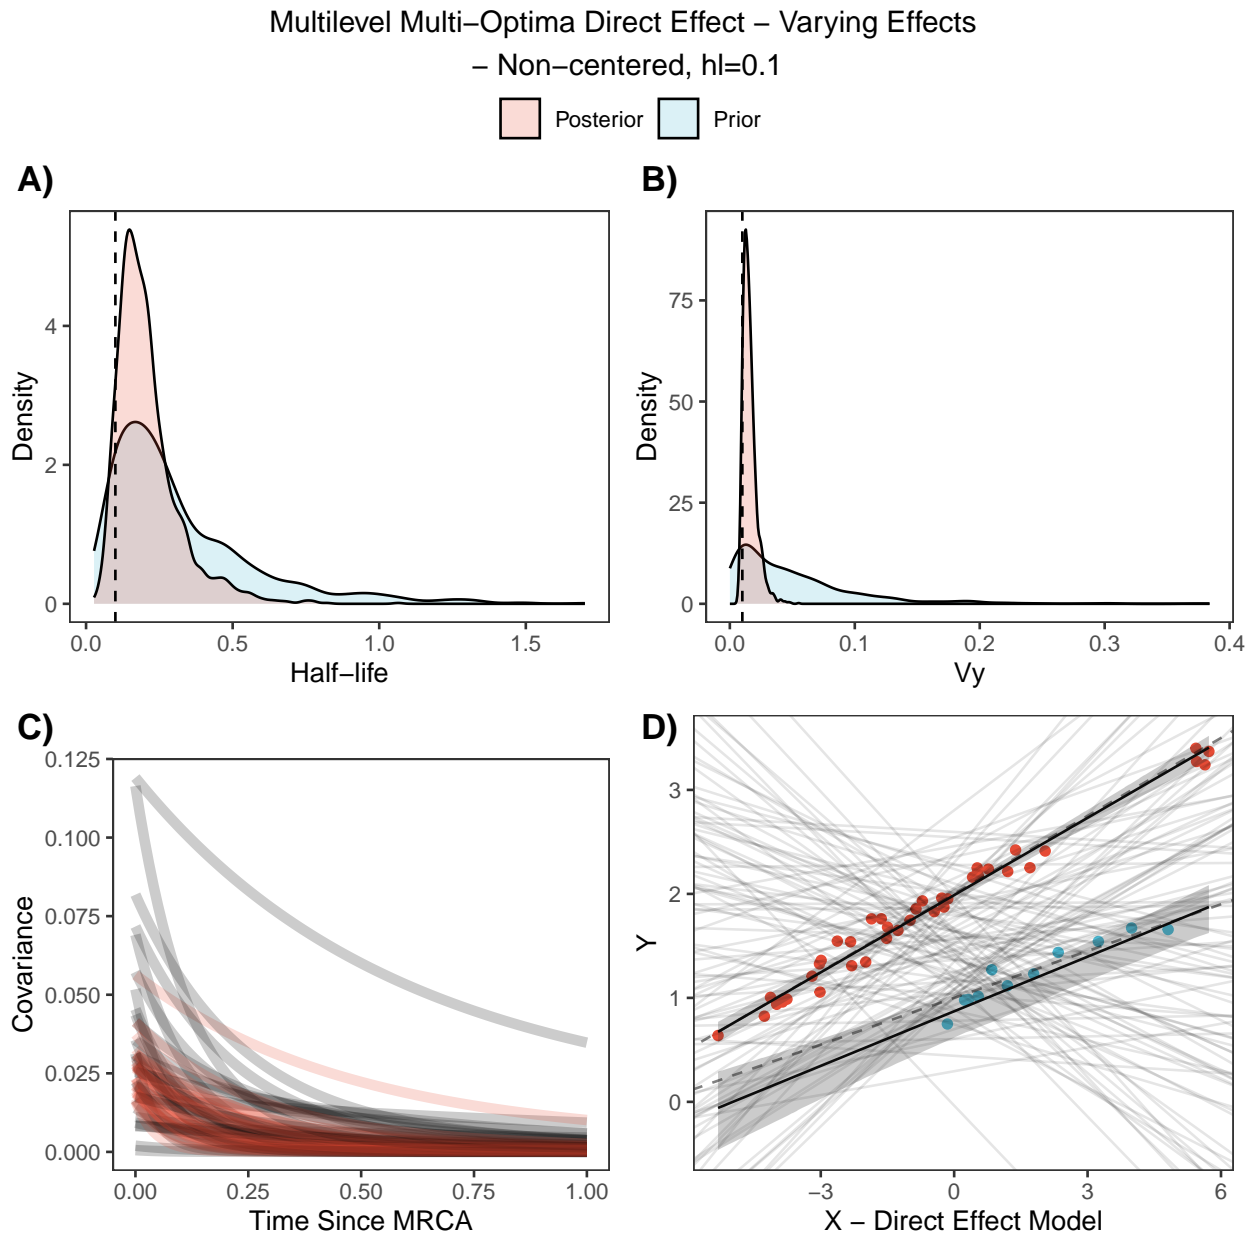 Multilevel Multi−Optima Direct Effect − Varying Effects
− Non−centered, hl=0.1
Posterior Prior
A)
Density
0 2 4
0.0 0.5 1.0 1.5
Half−life
B)
Density
0 25 50 75
0.0 0.1 0.2 0.3 0.4
Vy
C)
Covariance
0.000 0.025 0.050 0.075 0.100 0.125
0.00 0.25 0.50 0.75 1.00
Time Since MRCA
D)
Y
0 1 2 3
−3 0 3 6
X − Direct Effect Model